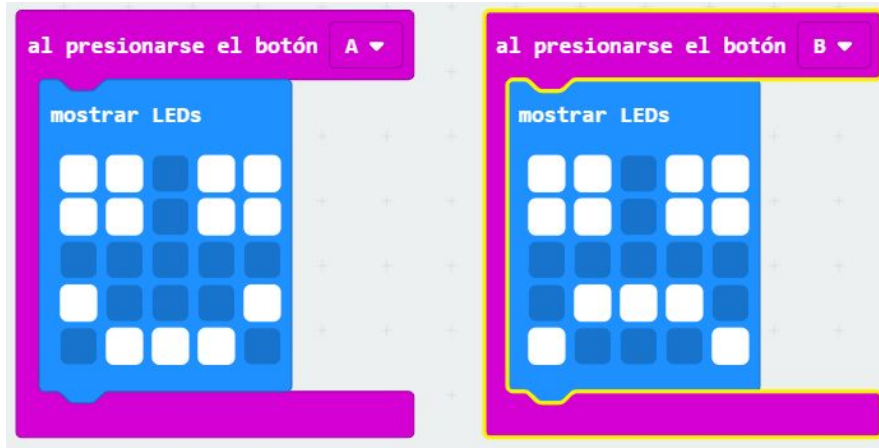 al presionarse el botón A
mostrar LEDs
al presionarse el botón B
mostrar LEDs